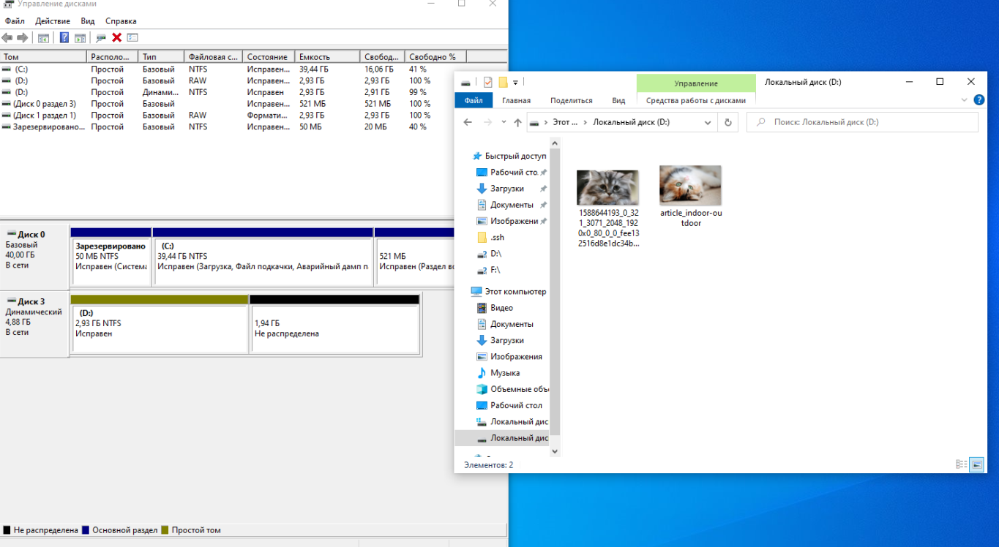 Управление дисками
Файл Действие Вид Справка
Том Располо... Тип Файловая с... Состояние Емкость Свобод... Свободно %
(C:) Простой Базовый NTFS Исправен... 39,44 ГБ 16,06 ГБ 41 %
(D:) Простой Базовый RAW Исправен... 2,93 ГБ 2,93 ГБ 100 %
(D:) Простой Динами... NTFS Исправен 2,93 ГБ 2,91 ГБ 99 %
(Диск 0 раздел 3) Простой Базовый Исправен... 521 МБ 521 МБ 100 %
(Диск 1 раздел 1) Простой Базовый RAW Формати... 2,93 ГБ 2,93 ГБ 100 %
Зарезервировано... Простой Базовый NTFS Исправен... 50 МБ 20 МБ 40 %
Диск 0
Базовый
40,00 ГБ
В сети
Зарезервировано
50 МБ NTFS
Исправен (Система
(C:)
39,44 ГБ NTFS
Исправен (Загрузка, Файл подкачки, Аварийный дамп п
521 МБ
Исправен (Раздел вс
Диск 3
Динамический
4,88 ГБ
В сети
(D:)
2,93 ГБ NTFS
Исправен
1,94 ГБ
Не распределена
Не распределена Основной раздел Простой том
Управление Локальный диск (D:)
Файл Главная Поделиться Вид Средства работы с дисками
Этот ... Локальный диск (D:) Поиск: Локальный диск (D:)
Быстрый доступ
Рабочий сто.
Загрузки
Документы
Изображени
.ssh
D:\
F:\
Этот компьютер
Видео
Документы
Загрузки
Изображения
Музыка
Объемные объ
Рабочий стол
Локальный дис
Локальный дис
1588644193_0_32
1_3071_2048_192
0x0_80_0_0_fee13
2516d8e1dc34b...
article_indoor-ou
tdoor
Элементов: 2